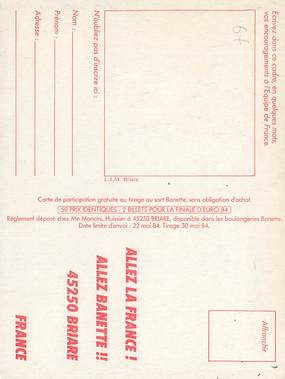 Écrivez dans ce cadre, en quelques mots,
vos encouragements à l'Équipe de France.
67
N'oubliez pas d'inscrire ici :
Nom :
Prénom :
Adresse :
L.I.M. Briare
Carte de participation gratuite au tirage au sort Banette, sans obligation d'achat.
50 PRIX IDENTIQUES - 2 BILLETS POUR LA FINALE D'EURO 84
Règlement déposé chez Me Mancini, Huissier à 45250 BRIARE, disponible dans les boulangeries Banette.
Date limite d'envoi : 22 mai 84, Tirage 30 mai 84.
ALLEZ LA FRANCE !
ALLEZ BANETTE !!
45250 BRIARE
FRANCE
Affranchir